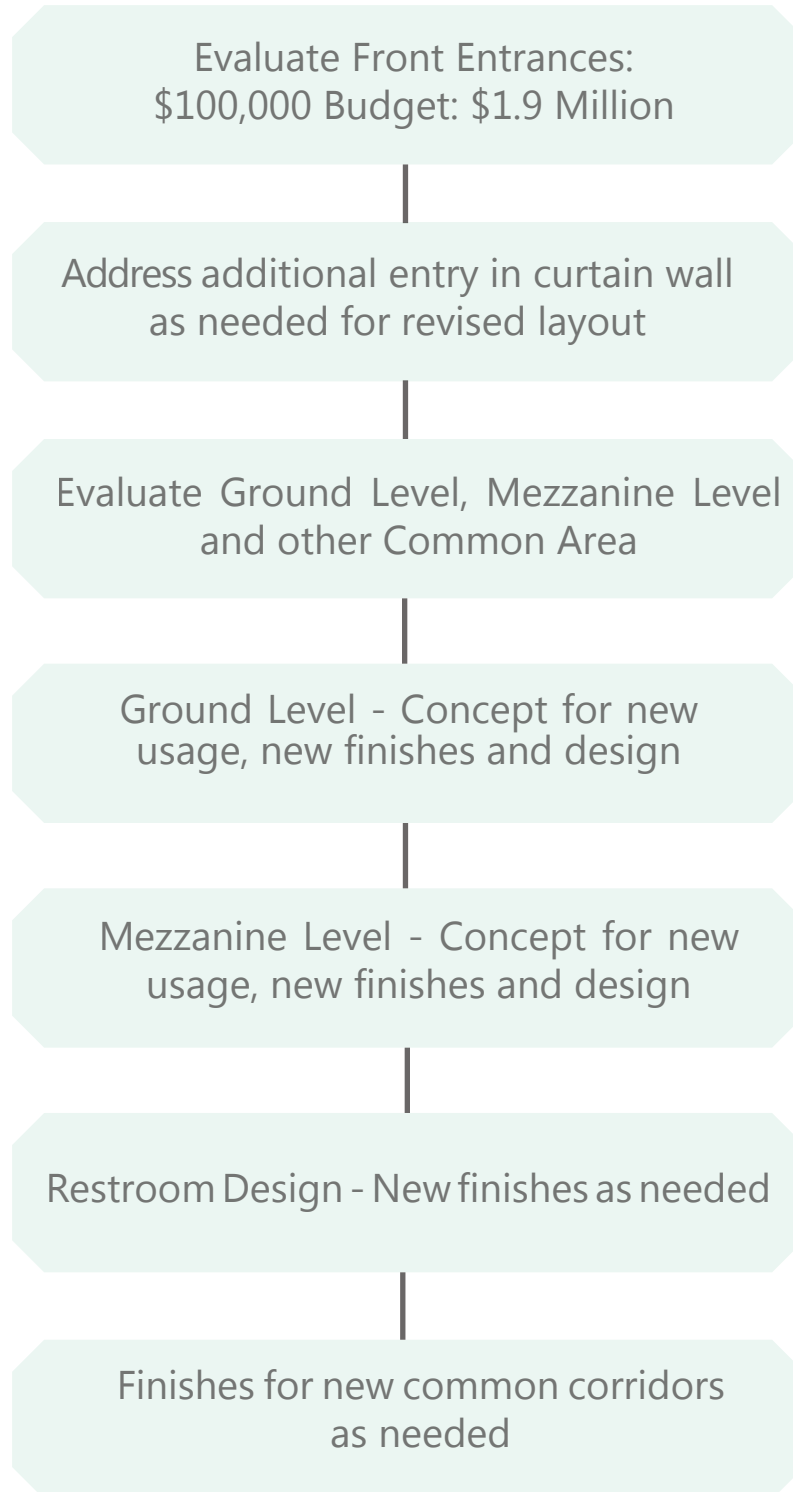 Evaluate Front Entrances:
$100,000 Budget: $1.9 Million
Address additional entry in curtain wall
as needed for revised layout
Evaluate Ground Level, Mezzanine Level
and other Common Area
Ground Level - Concept for new
usage, new finishes and design
Mezzanine Level - Concept for new
usage, new finishes and design
Restroom Design - New finishes as needed
Finishes for new common corridors
as needed